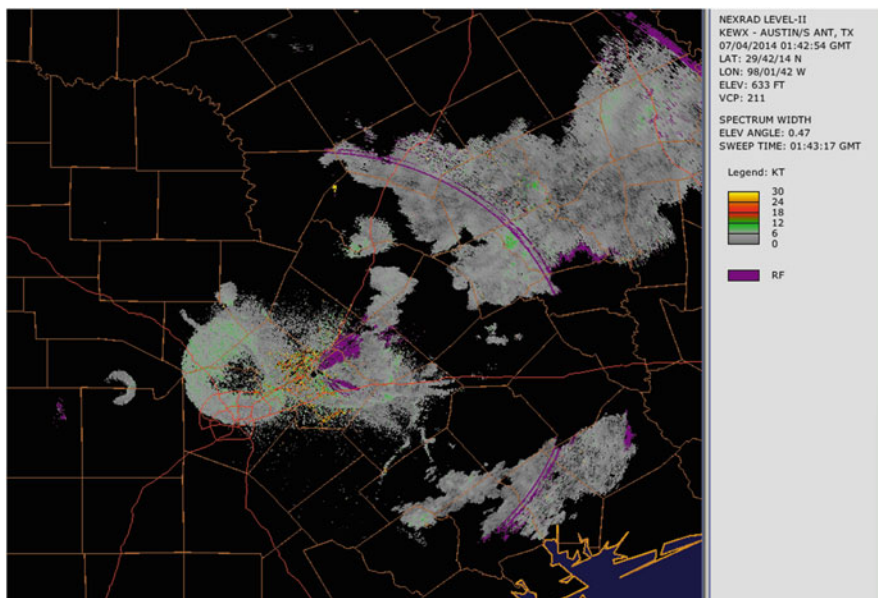 NEXRAD LEVEL-II
KEWX - AUSTIN/S ANT, TX
07/04/2014 01:42:54 GMT
LAT: 29/42/14 N
LON: 98/01/42 W
ELEV: 633 FT
VCP: 211
SPECTRUM WIDTH
ELEV ANGLE: 0.47
SWEEP TIME: 01:43:17 GMT
Legend: KT
30
24
18
12
6
0
RF